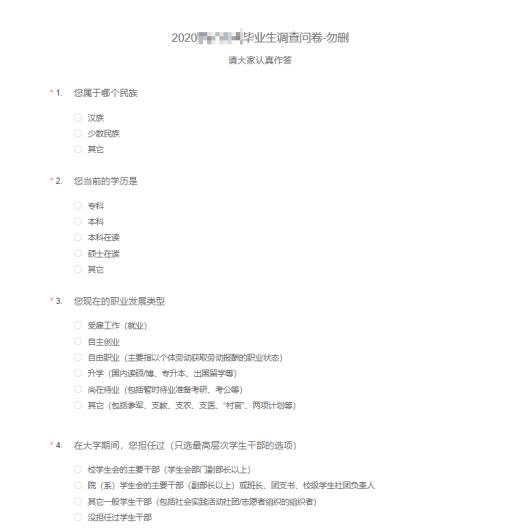 2020毕业生调查问卷-勿删
请大家认真作答
* 1. 您属于哪个民族
汉族
少数民族
其它
* 2. 您当前的学历是
专科
本科
本科在读
硕士在读
其它
* 3. 您现在的职业发展类型
受雇工作（就业）
自主创业
自由职业（主要指以个体劳动获取劳动报酬的职业状态）
升学（国内读硕/博、专升本、出国留学等）
尚在待业（包括暂时待业准备考研、考公等）
其它（包括参军、支教、支农、支医、“村官”、两项计划等）
* 4. 在大学期间，您担任过（只选最高层次学生干部的选项）
校学生会的主要干部（学生会部门副部长以上）
院（系）学生会的主要干部（副部长以上）或班长、团支书、校级学生社团负责人
其它一般学生干部（包括社会实践活动社团/志愿者组织的组织者）
没担任过学生干部